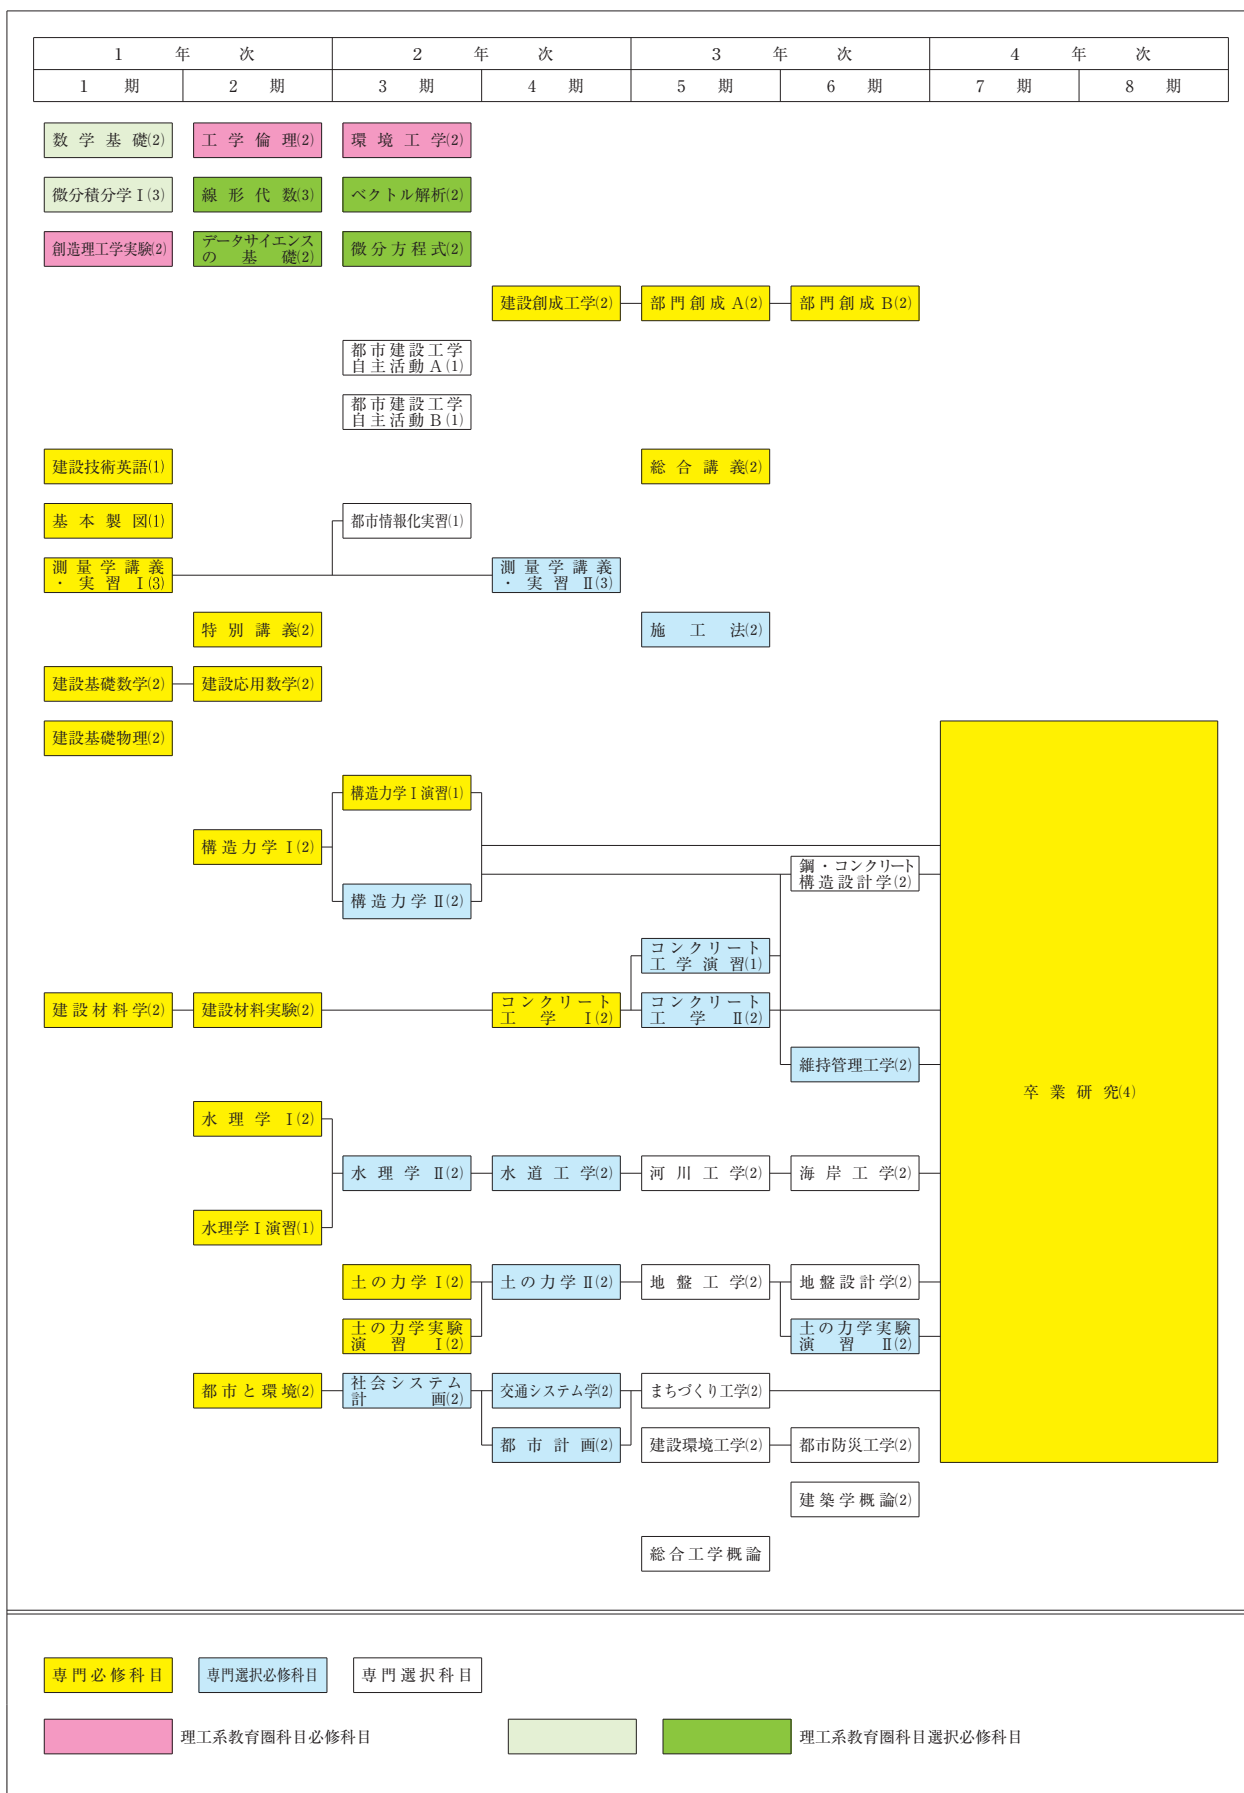 1年次 2年次 3年次 4年次
1期 2期 3期 4期 5期 6期 7期 8期
数学基礎(2) 工学倫理(2) 環境工学(2)
微分積分学Ⅰ(3) 線形代数(3) ベクトル解析(2)
創造理工学実験(2) データサイエンス
の基礎(2) 微分方程式(2)
建設創成工学(2) 部門創成A(2) 部門創成B(2)
都市建設工学
自主活動A(1)
都市建設工学
自主活動B(1)
建設技術英語(1) 総合講義(2)
基本製図(1) 都市情報化実習(1)
測量学講義
・実習Ⅰ(3)
測量学講義
・実習Ⅱ(3)
特別講義(2) 施工法(2)
建設基礎数学(2) 建設応用数学(2)
建設基礎物理(2)
構造力学Ⅰ演習(1)
構造力学Ⅰ(2)
鋼・コンクリート
構造設計学(2)
構造力学Ⅱ(2)
コンクリート
工学演習(1)
建設材料学(2) 建設材料実験(2)
コンクリート
工学Ⅰ(2)
コンクリート
工学Ⅱ(2)
維持管理工学(2)
卒業研究(4)
水理学Ⅰ(2)
水理学Ⅱ(2) 水道工学(2) 河川工学(2) 海岸工学(2)
水理学Ⅰ演習(1)
土の力学Ⅰ(2) 土の力学Ⅱ(2) 地盤工学(2) 地盤設計学(2)
土の力学実験
演習Ⅰ(2)
土の力学実験
演習Ⅱ(2)
都市と環境(2)
社会システム
計画(2)
交通システム学(2) まちづくり工学(2)
都市計画(2) 建設環境工学(2) 都市防災工学(2)
建築学概論(2)
総合工学概論
専門必修科目 専門選択必修科目 専門選択科目
理工系教育圏科目必修科目 理工系教育圏科目選択必修科目